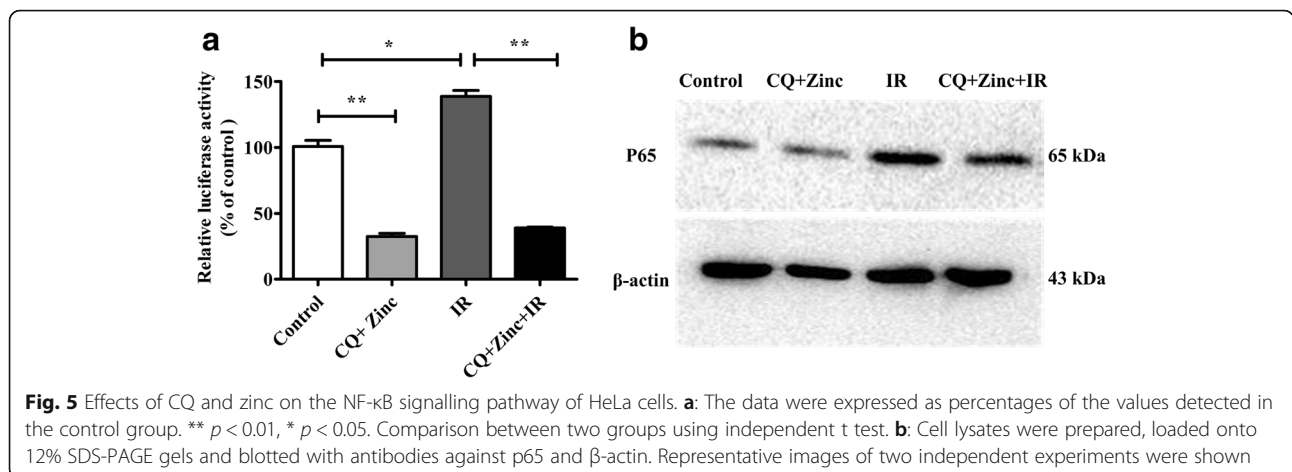 a
b
* **
Control CQ+Zinc IR CQ+Zinc+IR
**
150
100
50
0
Relative luciferase activity
(% of control )
Control
CQ+ Zinc
IR
CQ+Zinc+IR
P65 65 kDa
β-actin 43 kDa
Fig. 5 Effects of CQ and zinc on the NF-κB signalling pathway of HeLa cells. a: The data were expressed as percentages of the values detected in
the control group. ** p < 0.01, * p < 0.05. Comparison between two groups using independent t test. b: Cell lysates were prepared, loaded onto
12% SDS-PAGE gels and blotted with antibodies against p65 and β-actin. Representative images of two independent experiments were shown